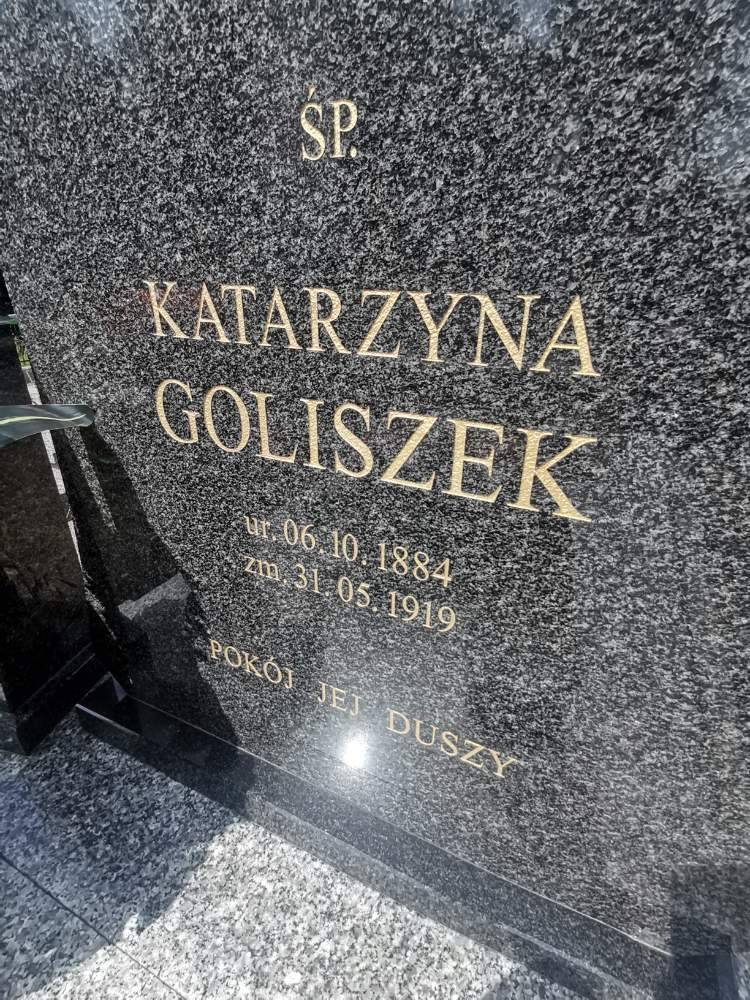 ŚP.
KATARZYNA
GOLISZEK
ur. 06.10.1884
zm. 31.05.1919
POKÓJ JEJ DUSZY